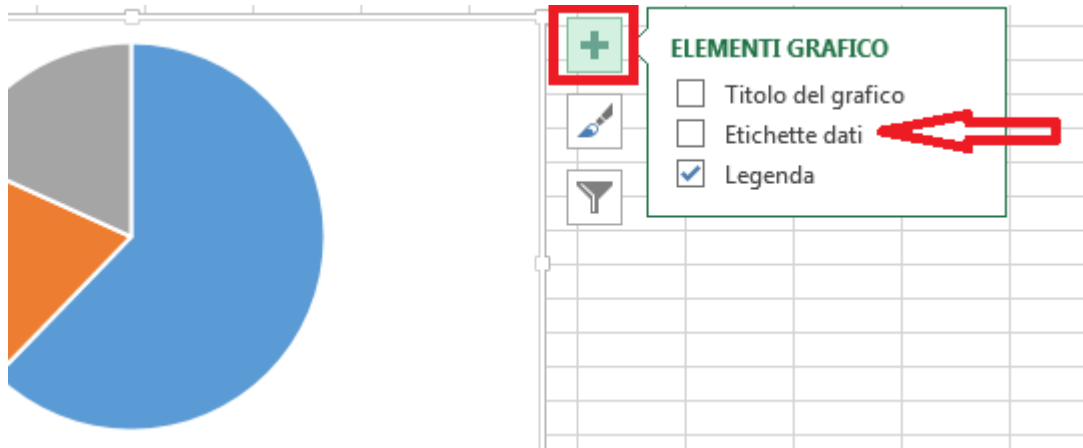 ELEMENTI GRAFICO
Titolo del grafico
Etichette dati
Legenda